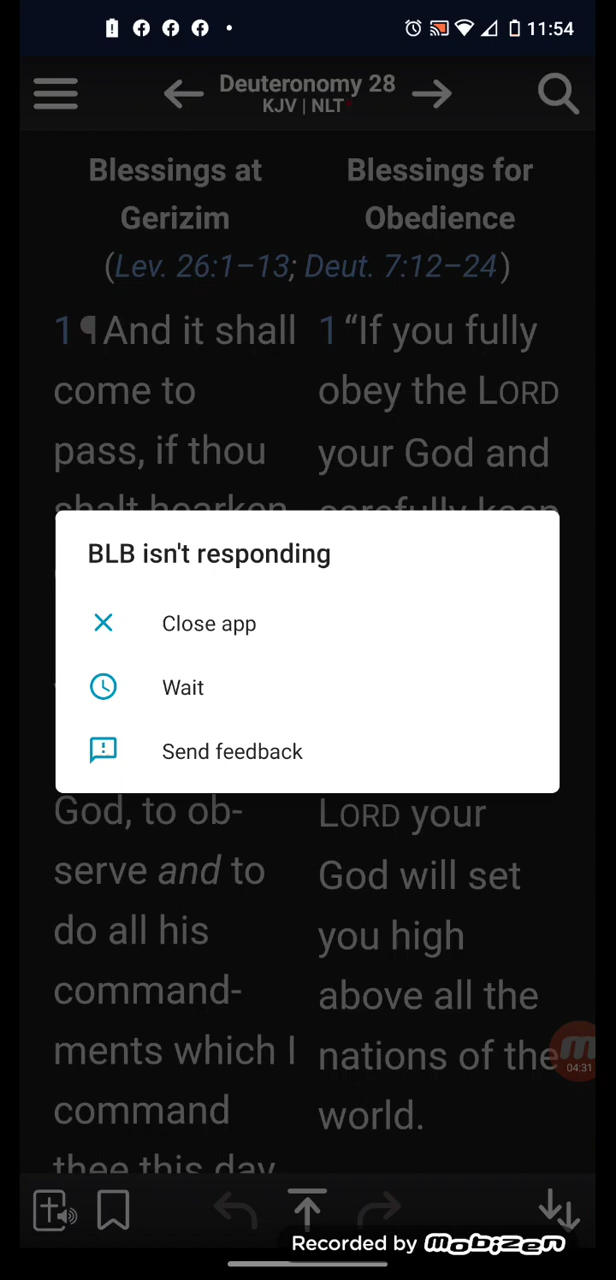 11:54
Deuteronomy 28
KJV | NLT
Blessings at
Gerizim
Blessings for
Obedience
(Lev. 26:1–13; Deut. 7:12–24)
1 ¶ And it shall
come to
pass, if thou
shalt hearken
1 “If you fully
obey the LORD
your God and
carefully keep
BLB isn't responding
Close app
Wait
Send feedback
God, to ob-
serve and to
do all his
command-
ments which I
command
thee this day
LORD your
God will set
you high
above all the
nations of the
world.
04:31
Recorded by mobizen